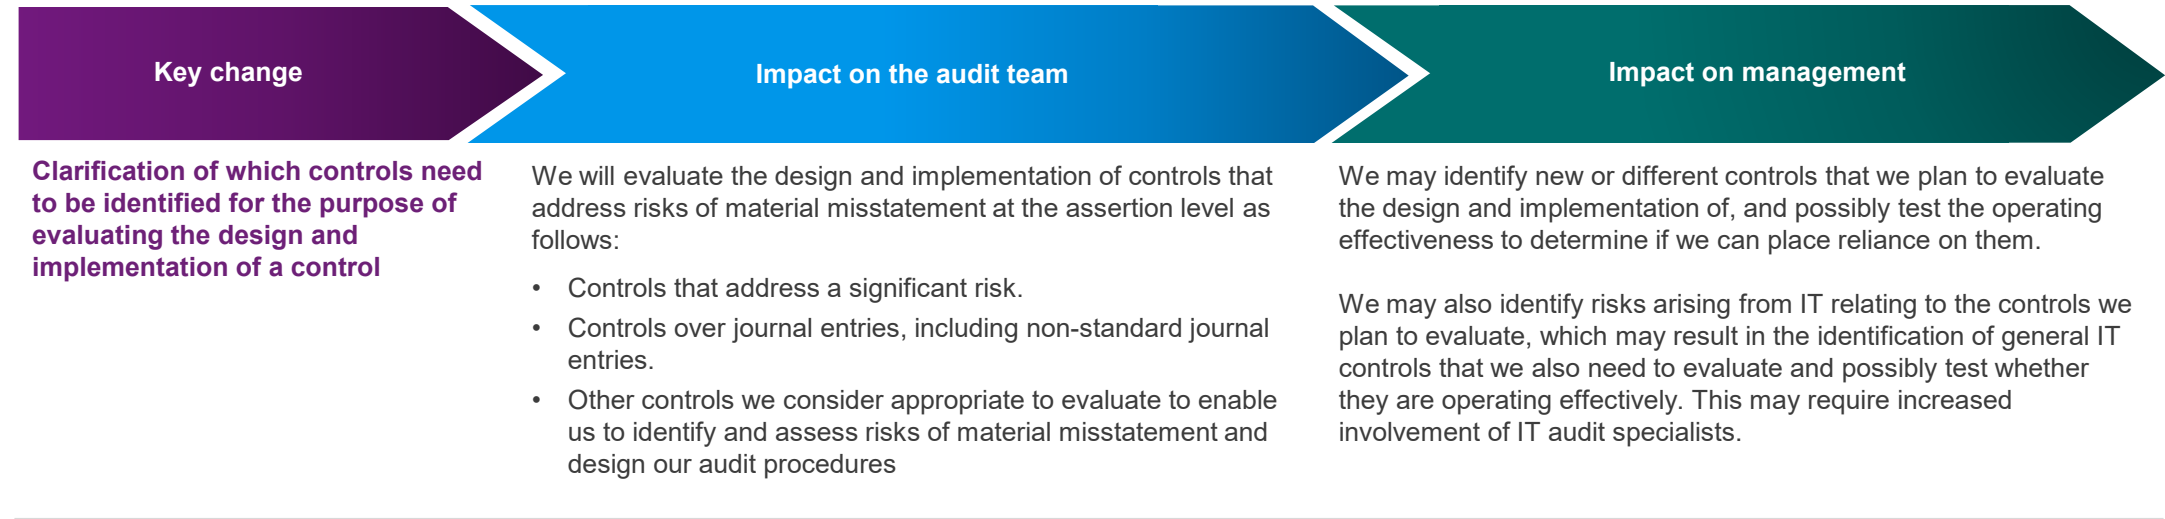 Key change
Impact on the audit team
Impact on management
Clarification of which controls need
to be identified for the purpose of
evaluating the design and
implementation of a control
We will evaluate the design and implementation of controls that
address risks of material misstatement at the assertion level as
follows:
• Controls that address a significant risk.
• Controls over journal entries, including non-standard journal
entries.
• Other controls we consider appropriate to evaluate to enable
us to identify and assess risks of material misstatement and
design our audit procedures
We may identify new or different controls that we plan to evaluate
the design and implementation of, and possibly test the operating
effectiveness to determine if we can place reliance on them.
We may also identify risks arising from IT relating to the controls we
plan to evaluate, which may result in the identification of general IT
controls that we also need to evaluate and possibly test whether
they are operating effectively. This may require increased
involvement of IT audit specialists.